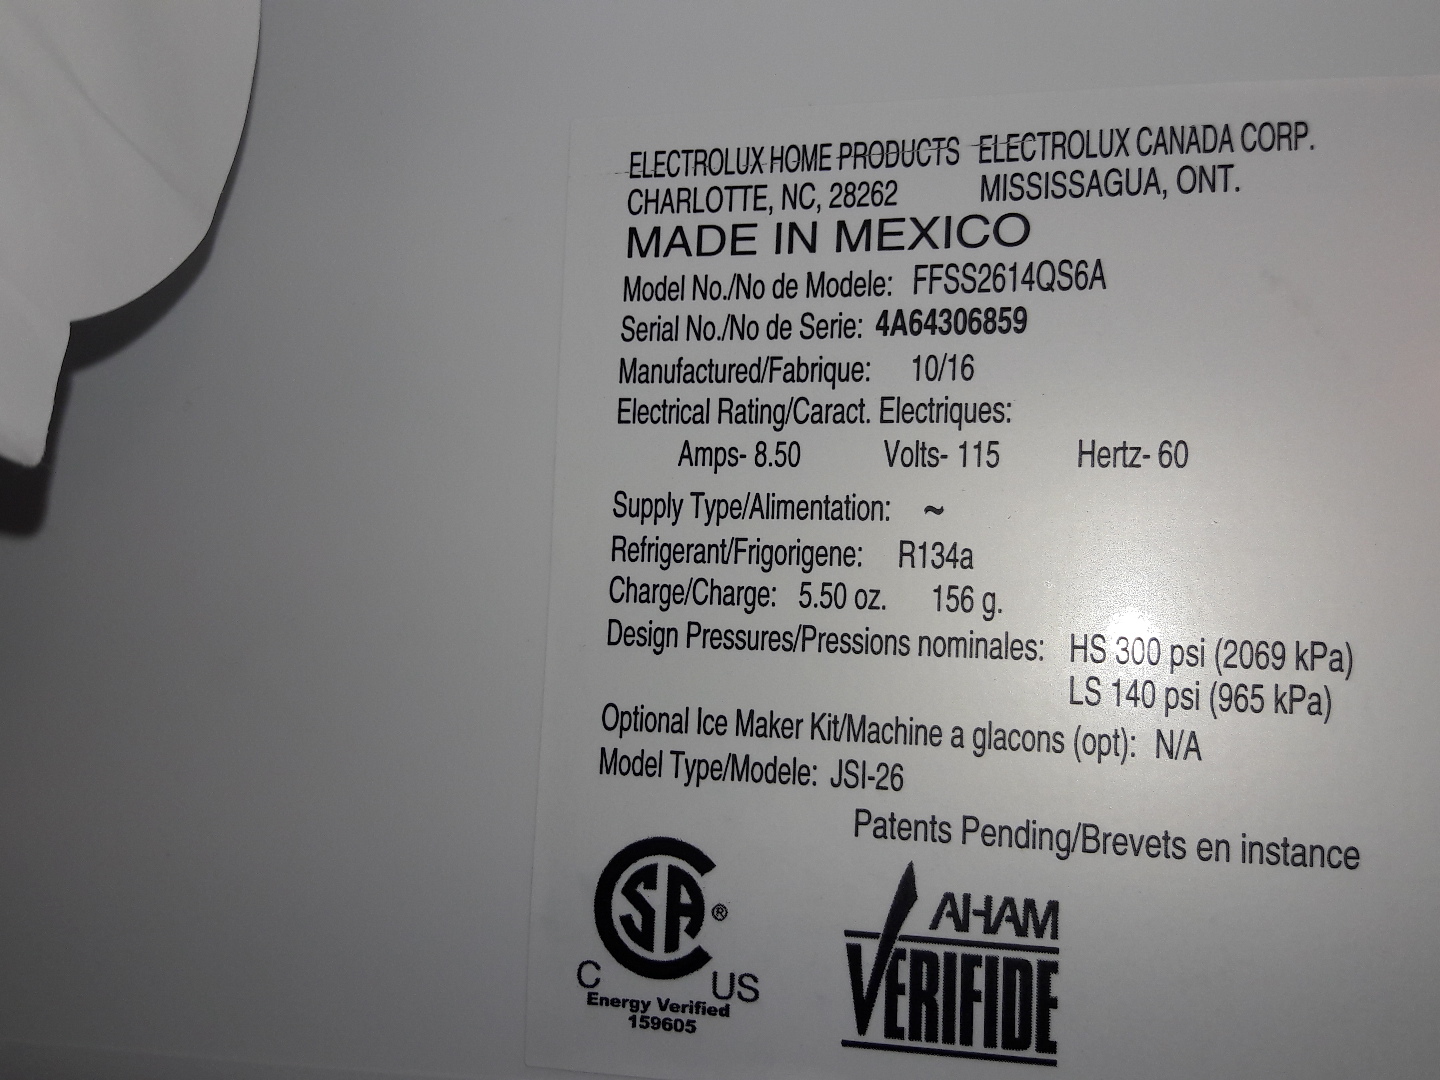 ELECTROLUX HOME PRODUCTS ELECTROLUX CANADA CORP.
CHARLOTTE, NC, 28262 MISSISSAGUA, ONT.
MADE IN MEXICO
Model No./No de Modele: FFSS2614QS6A
Serial No./No de Serie: 4A64306859
Manufactured/Fabrique: 10/16
Electrical Rating/Caract. Electriques:
Amps- 8.50 Volts- 115 Hertz- 60
Supply Type/Alimentation: ~
Refrigerant/Frigorigene: R134a
Charge/Charge: 5.50 oz. 156 g.
Design Pressures/Pressions nominales: HS 300 psi (2069 kPa)
LS 140 psi (965 kPa)
Optional Ice Maker Kit/Machine a glacons (opt): N/A
Model Type/Modele: JSI-26
Patents Pending/Brevets en instance
CSA ®
C US
Energy Verified
159605
AHAM
VERIFIDE